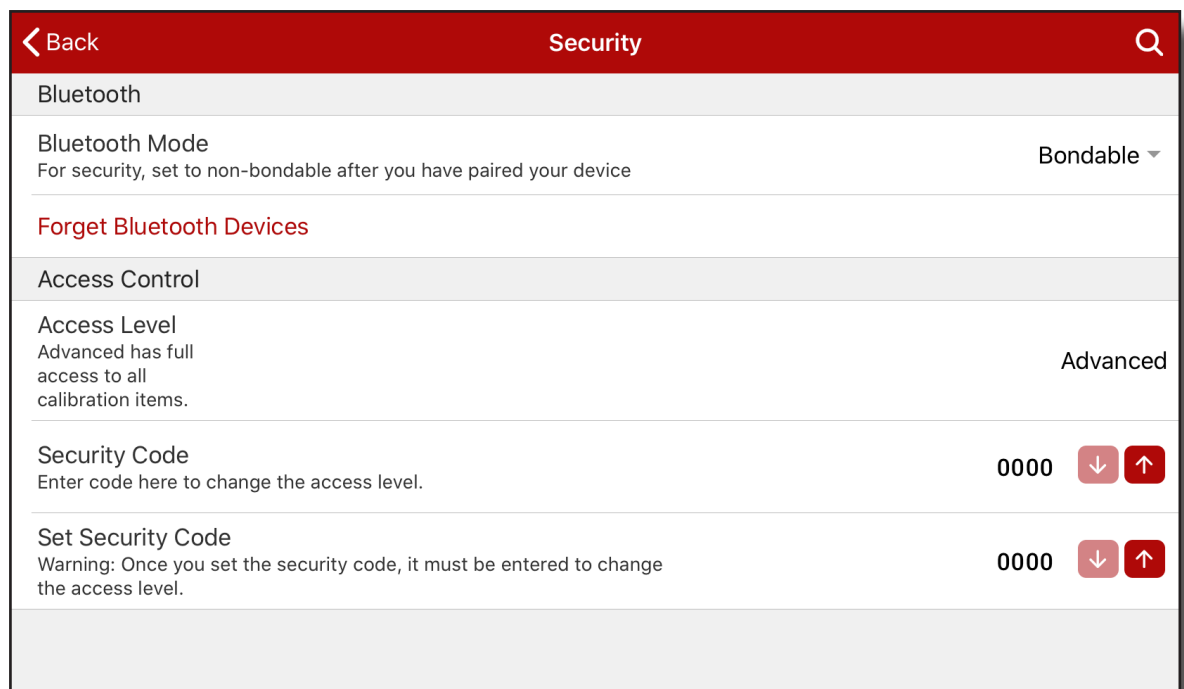 Back
Security
Bluetooth
Bluetooth Mode
For security, set to non-bondable after you have paired your device
Bondable
Forget Bluetooth Devices
Access Control
Access Level
Advanced has full
access to all
calibration items.
Advanced
Security Code
Enter code here to change the access level.
0000
Set Security Code
Warning: Once you set the security code, it must be entered to change
the access level.
0000